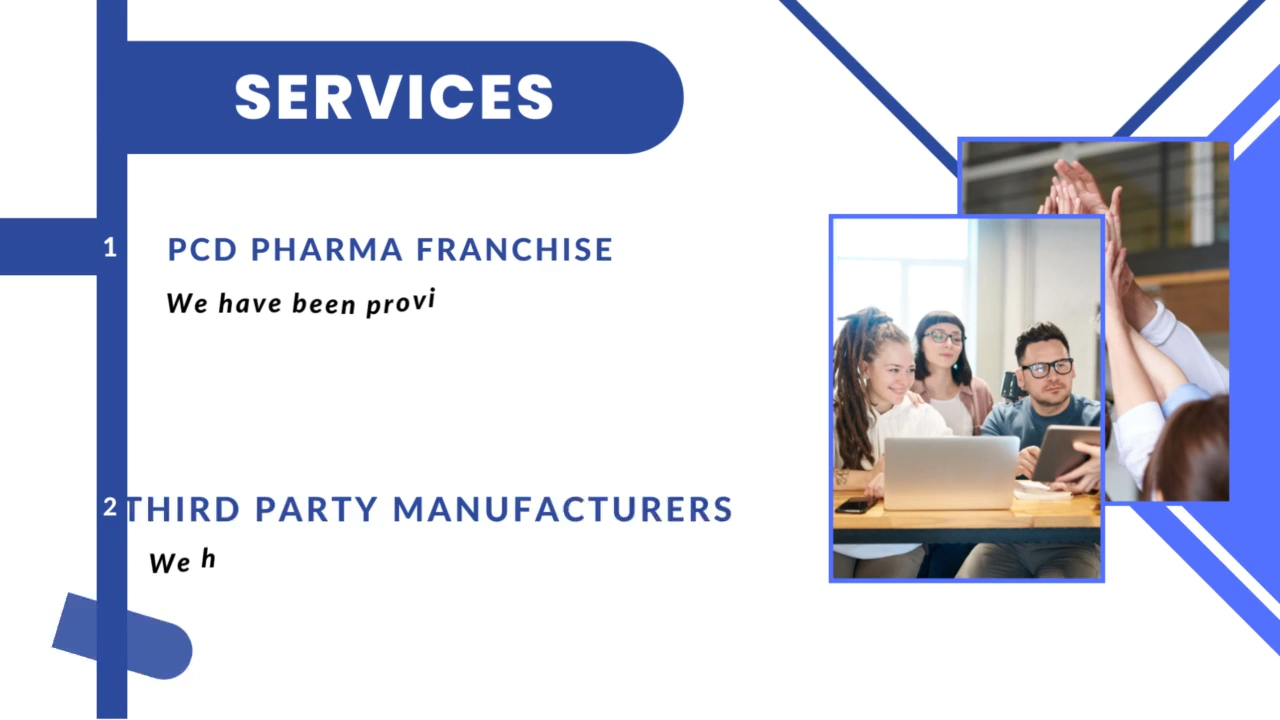 SERVICES
1 PCD PHARMA FRANCHISE
We have been provi
2 THIRD PARTY MANUFACTURERS
We h